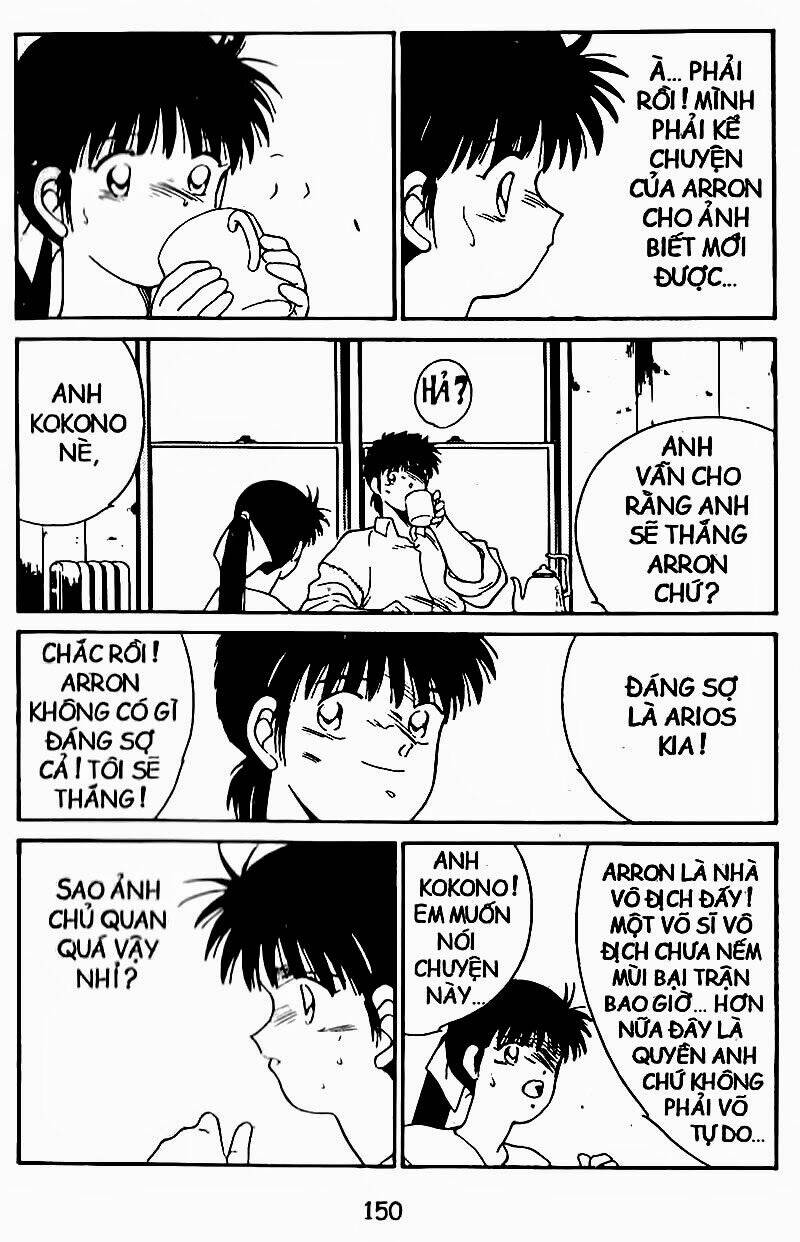 À... PHẢI
RỒI! MÌNH
PHẢI KỂ
CHUYỆN
CỦA ARRON
CHO ẢNH
BIẾT MỚI
ĐƯỢC...
ANH
KOKONO
NÈ,
HẢ?
ANH
VẪN CHO
RẰNG ANH
SẼ THẮNG
ARRON
CHỨ?
CHẮC RỒI!
ARRON
KHÔNG CÓ GÌ
ĐÁNG SỢ
CẢ! TÔI SẼ
THẮNG!
ĐÁNG SỢ
LÀ ARIOS
KIA!
SAO ẢNH
CHỦ QUAN
QUÁ VẬY
NHỈ?
ANH
KOKONO!
EM MUỐN
NÓI
CHUYỆN
NÀY...
ARRON LÀ NHÀ
VÔ ĐỊCH ĐẤY!
MỘT VÕ SĨ VÔ
ĐỊCH CHƯA NẾM
MÙI BẠI TRẬN
BAO GIỜ... HƠN
NỮA ĐÂY LÀ
QUYỀN ANH
CHỨ KHÔNG
PHẢI VÕ
TỰ DO...
150